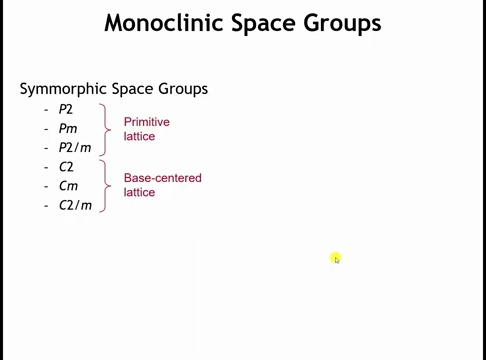 Monoclinic Space Groups
Symmorphic Space Groups
- P2
- Pm
- P2/m
Primitive
lattice
- C2
- Cm
- C2/m
Base-centered
lattice